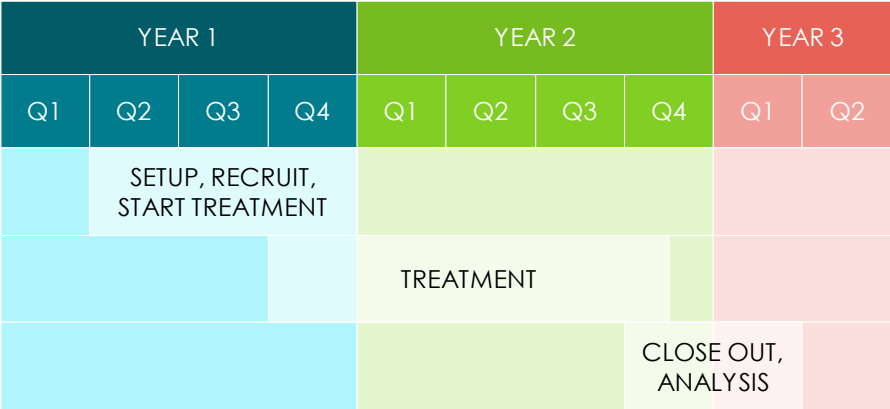 YEAR 1 YEAR 2 YEAR 3
Q1 Q2 Q3 Q4 Q1 Q2 Q3 Q4 Q1 Q2
SETUP, RECRUIT,
START TREATMENT
TREATMENT
CLOSE OUT,
ANALYSIS